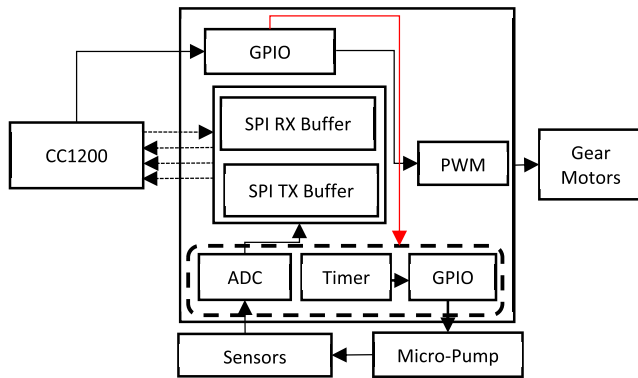 GPIO
SPI RX Buffer
CC1200
SPI TX Buffer
PWM
Gear
Motors
ADC
Timer
GPIO
Sensors
Micro-Pump